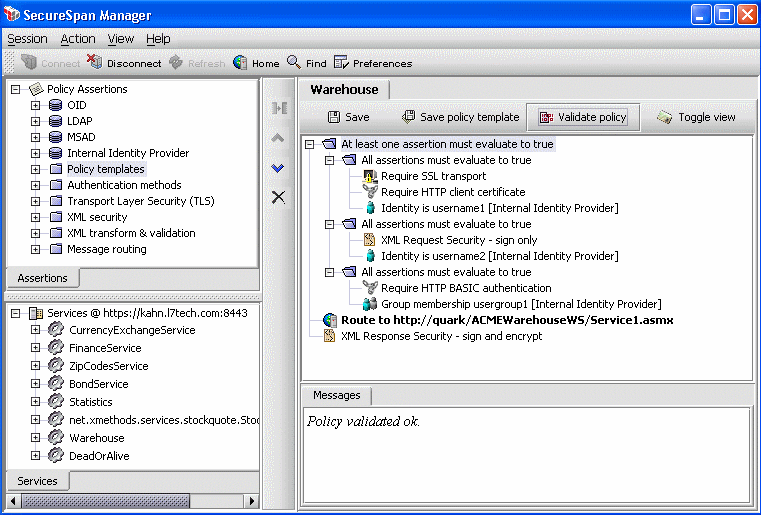 SecureSpan Manager
Session Action View Help
Connect Disconnect Refresh Home Find Preferences
Policy Assertions
OID
LDAP
MSAD
Internal Identity Provider
Policy templates
Authentication methods
Transport Layer Security (TLS)
XML security
XML transform & validation
Message routing
Assertions
Services @ https://kahn.l7tech.com:8443
CurrencyExchangeService
FinanceService
ZipCodesService
BondService
Statistics
net.xmethods.services.stockquote.Sto
Warehouse
DeadOrAlive
Services
Warehouse
Save Save policy template Validate policy Toggle view
At least one assertion must evaluate to true
All assertions must evaluate to true
Require SSL transport
Require HTTP client certificate
Identity is username1 [Internal Identity Provider]
All assertions must evaluate to true
XML Request Security - sign only
Identity is username2 [Internal Identity Provider]
All assertions must evaluate to true
Require HTTP BASIC authentication
Group membership usergroup1 [Internal Identity Provider]
Route to http://quark/ACMEWarehouseWS/Service1.asmx
XML Response Security - sign and encrypt
Messages
Policy validated ok.